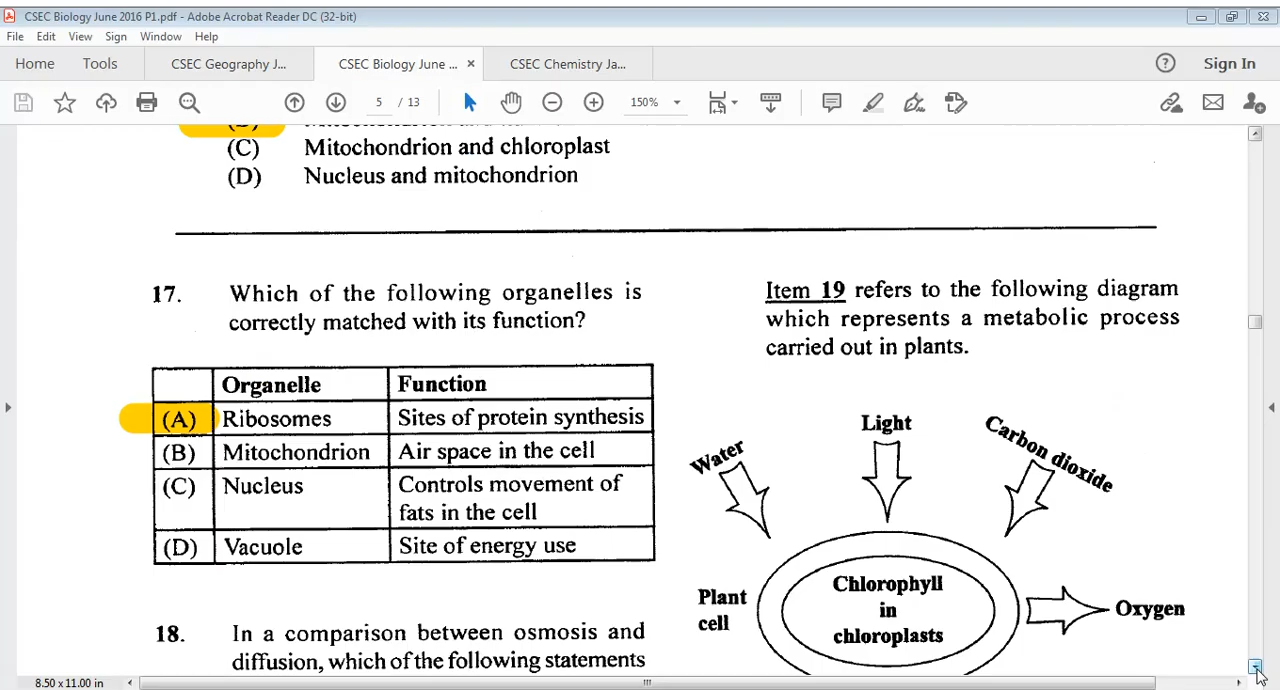 CSEC Biology June 2016 P1.pdf - Adobe Acrobat Reader DC (32-bit)
File Edit View Sign Window Help
Home Tools CSEC Geography J... CSEC Biology June ... × CSEC Chemistry Ja... Sign In
5 / 13 150%
(C) Mitochondrion and chloroplast
(D) Nucleus and mitochondrion
17. Which of the following organelles is
correctly matched with its function?
Organelle Function
(A) Ribosomes Sites of protein synthesis
(B) Mitochondrion Air space in the cell
(C) Nucleus Controls movement of
fats in the cell
(D) Vacuole Site of energy use
18. In a comparison between osmosis and
diffusion, which of the following statements
Item 19 refers to the following diagram
which represents a metabolic process
carried out in plants.
Light
Water
Carbon dioxide
Plant
cell
Chlorophyll
in
chloroplasts
Oxygen
8.50 x 11.00 in